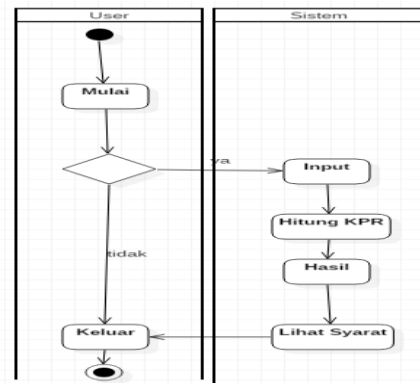 User
Sistem
Mulai
ya
Input
Hitung KPR
tidak
Hasil
Keluar
Lihat Syarat